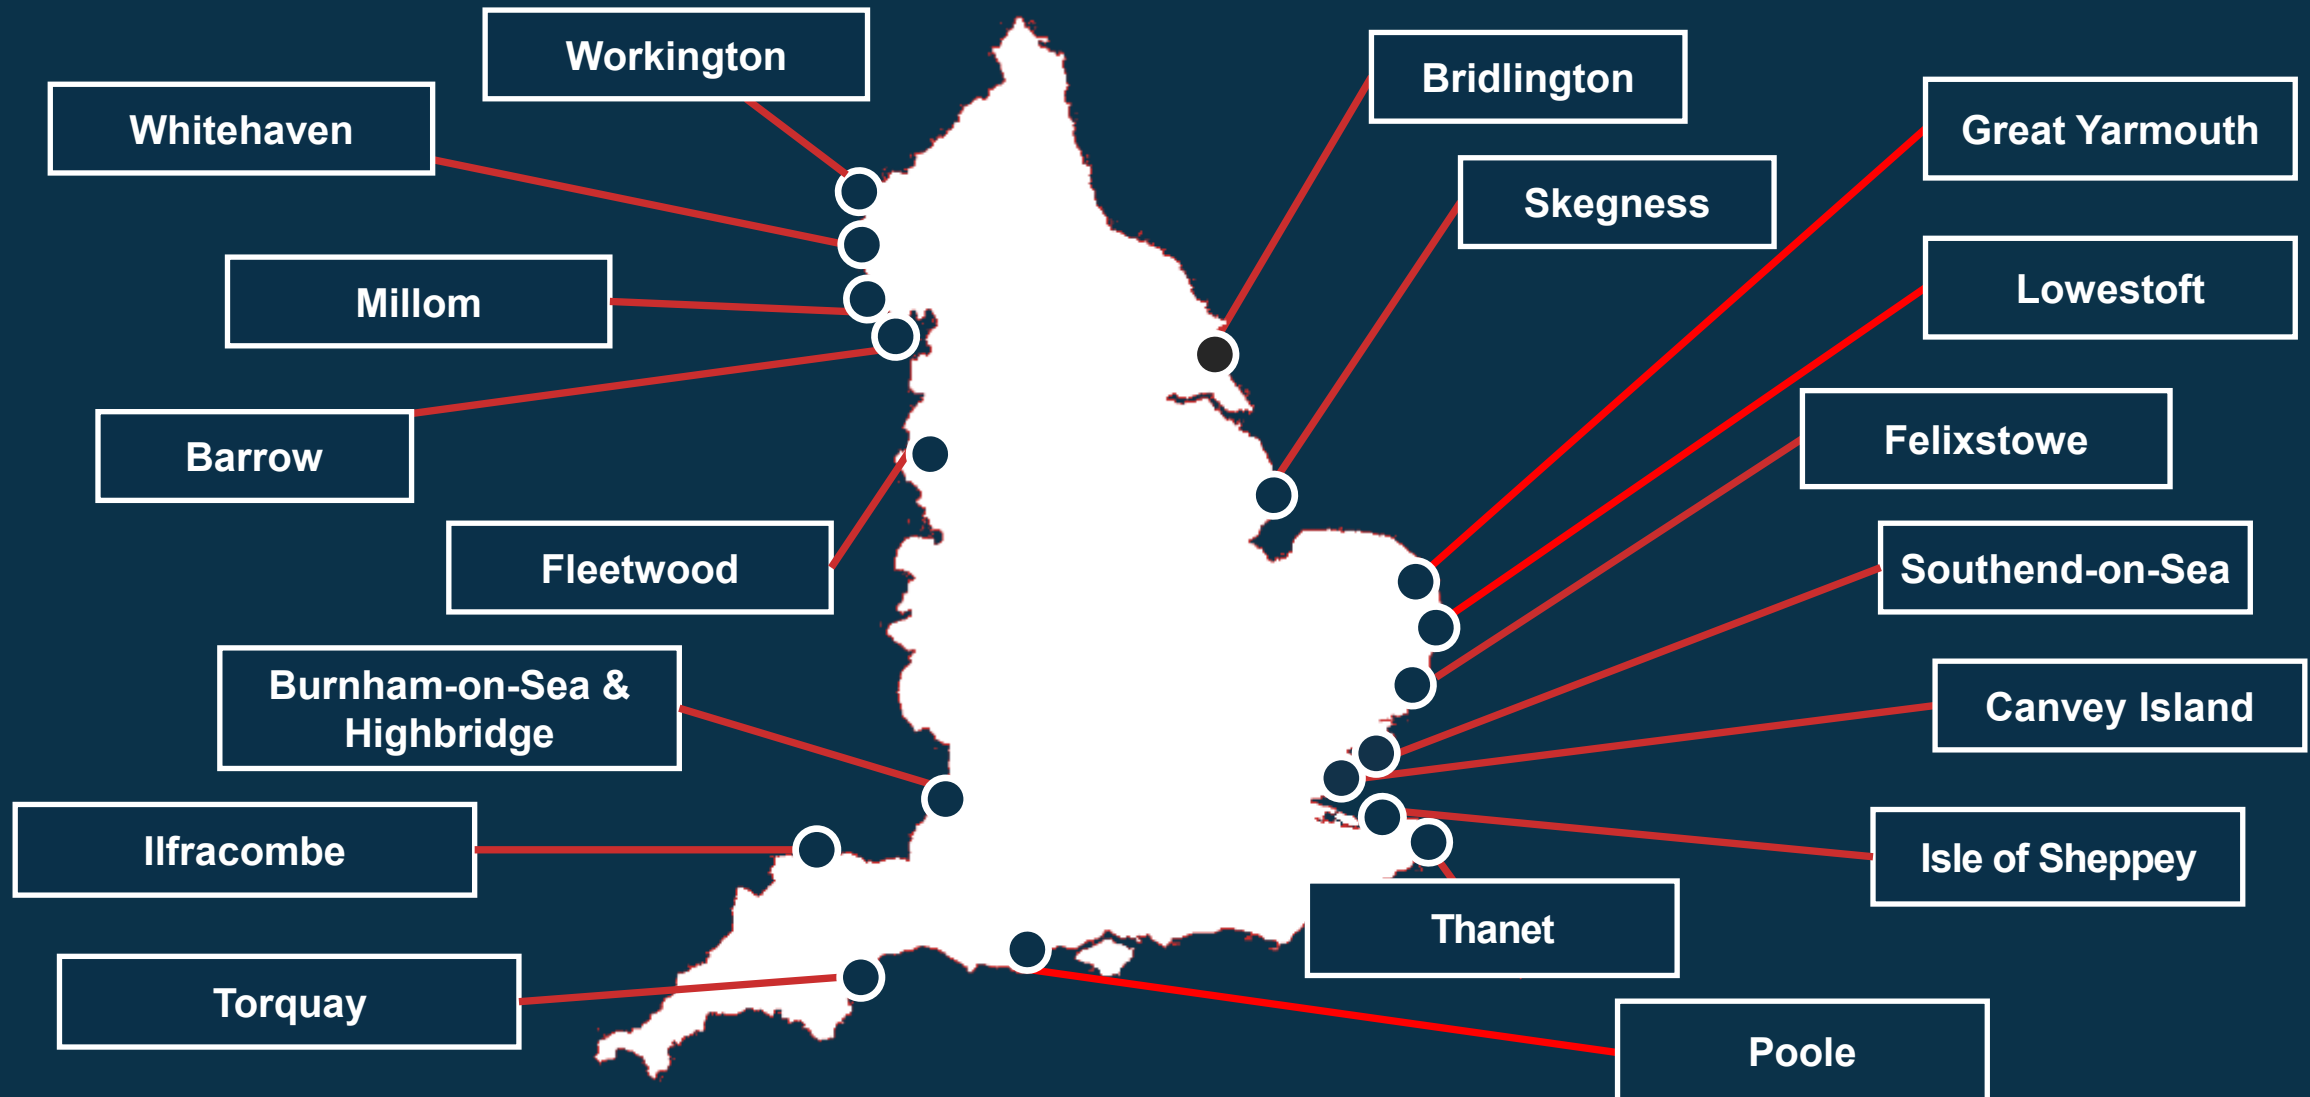 Workington
Whitehaven
Millom
Barrow
Fleetwood
Burnham-on-Sea &
Highbridge
Ilfracombe
Torquay
Bridlington
Skegness
Great Yarmouth
Lowestoft
Felixstowe
Southend-on-Sea
Canvey Island
Isle of Sheppey
Thanet
Poole